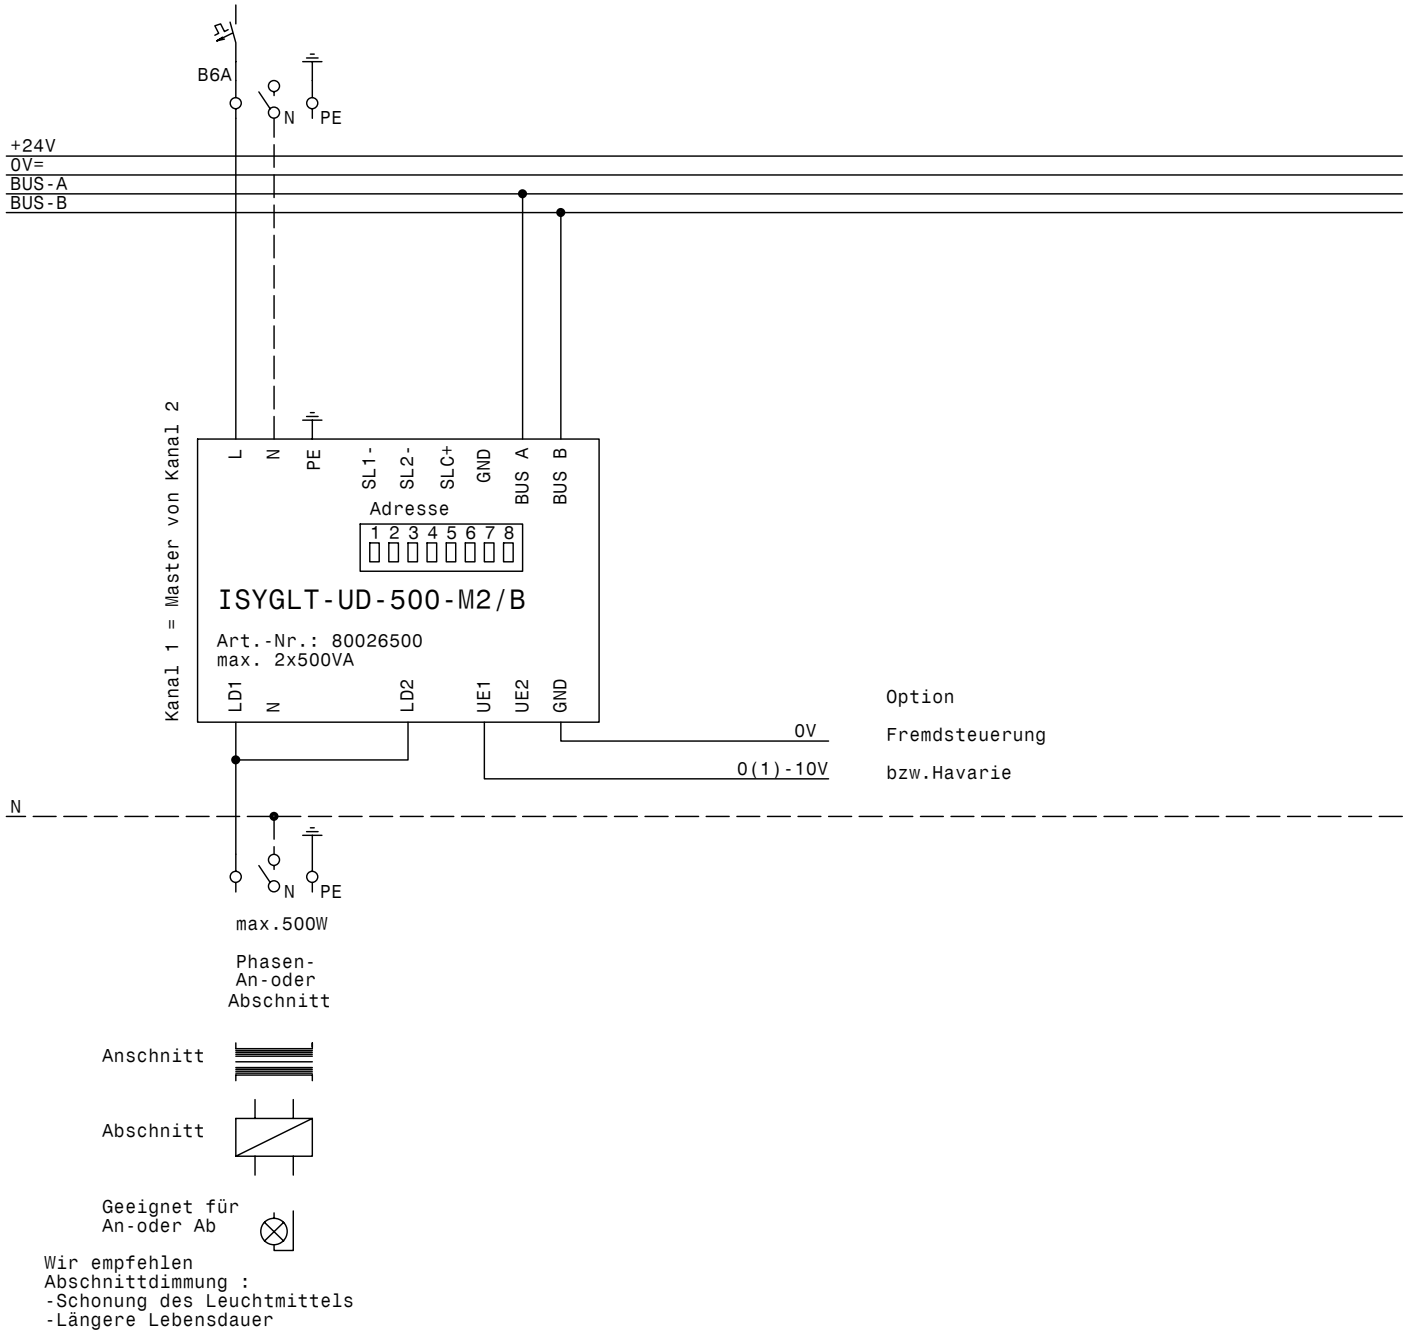 B6A
N
PE
+24V
0V=
BUS-A
BUS-B
Kanal 1 = Master von Kanal 2
L
N
PE
SL1-
SL2-
SLC+
GND
BUS A
BUS B
Adresse
1 2 3 4 5 6 7 8
ISYGLT-UD-500-M2/B
Art.-Nr.: 80026500
max. 2x500VA
LD1
N
LD2
UE1
UE2
GND
Option
0V
Fremdsteuerung
0(1)-10V
bzw.Havarie
N
N
PE
max.500W
Phasen-
An-oder
Abschnitt
Anschnitt
Abschnitt
Geeignet für
An-oder Ab
Wir empfehlen
Abschnittdimmung :
-Schonung des Leuchtmittels
-Längere Lebensdauer